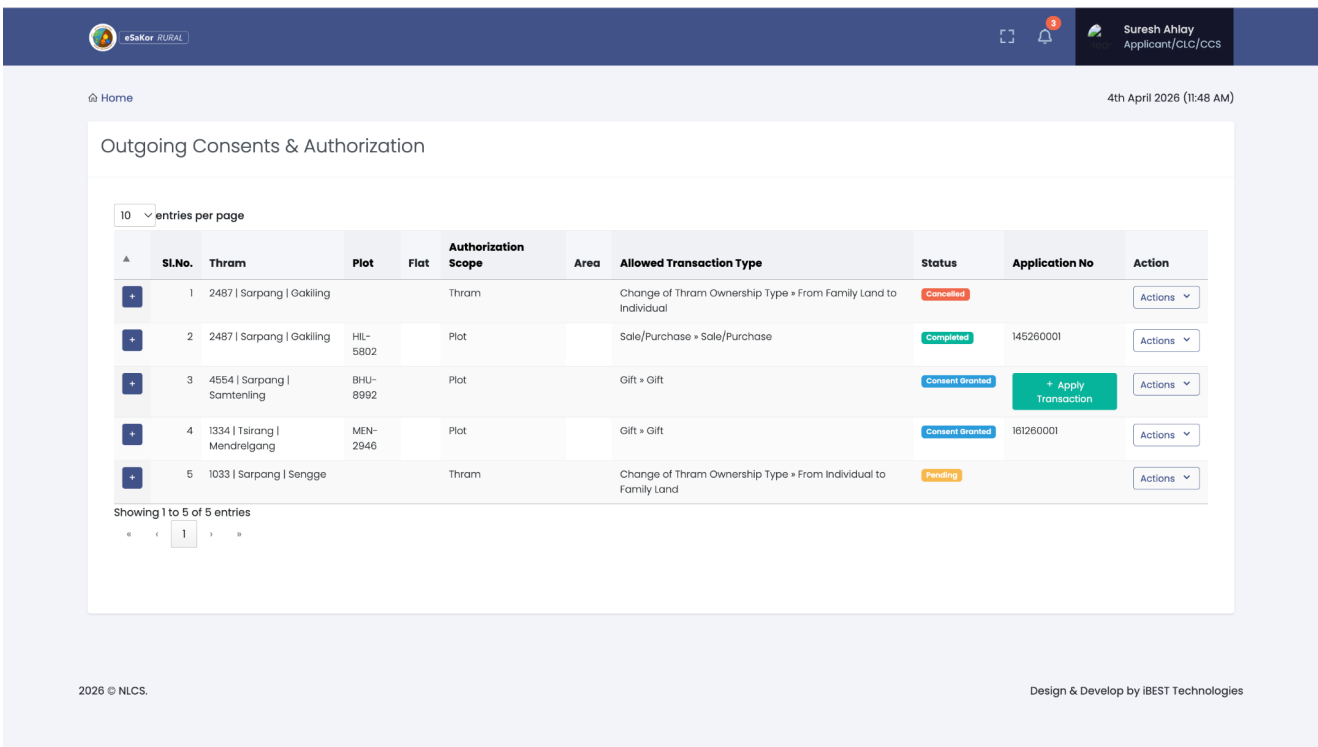 eSaKor RURAL
3
Suresh Ahlay
Applicant/CLC/CCS
Home
4th April 2026 (11:48 AM)
Outgoing Consents & Authorization
10 entries per page
Sl.No. Thram Plot Flat Authorization Scope Area Allowed Transaction Type Status Application No Action
+ 1 2487 | Sarpang | Gakiling Thram Change of Thram Ownership Type » From Family Land to Cancelled Actions
Individual
+ 2 2487 | Sarpang | Gakiling HIL- Plot Sale/Purchase » Sale/Purchase Completed 145260001 Actions
5802
+ 3 4554 | Sarpang | BHU- Plot Gift » Gift Consent Granted + Apply Actions
Samtenling 8992 Transaction
+ 4 1334 | Tsirang | MEN- Plot Gift » Gift Consent Granted 161260001 Actions
Mendrelgang 2946
+ 5 1033 | Sarpang | Sengge Thram Change of Thram Ownership Type » From Individual to Pending Actions
Family Land
Showing 1 to 5 of 5 entries
« ‹ 1 › »
2026 © NLCS.
Design & Develop by iBEST Technologies